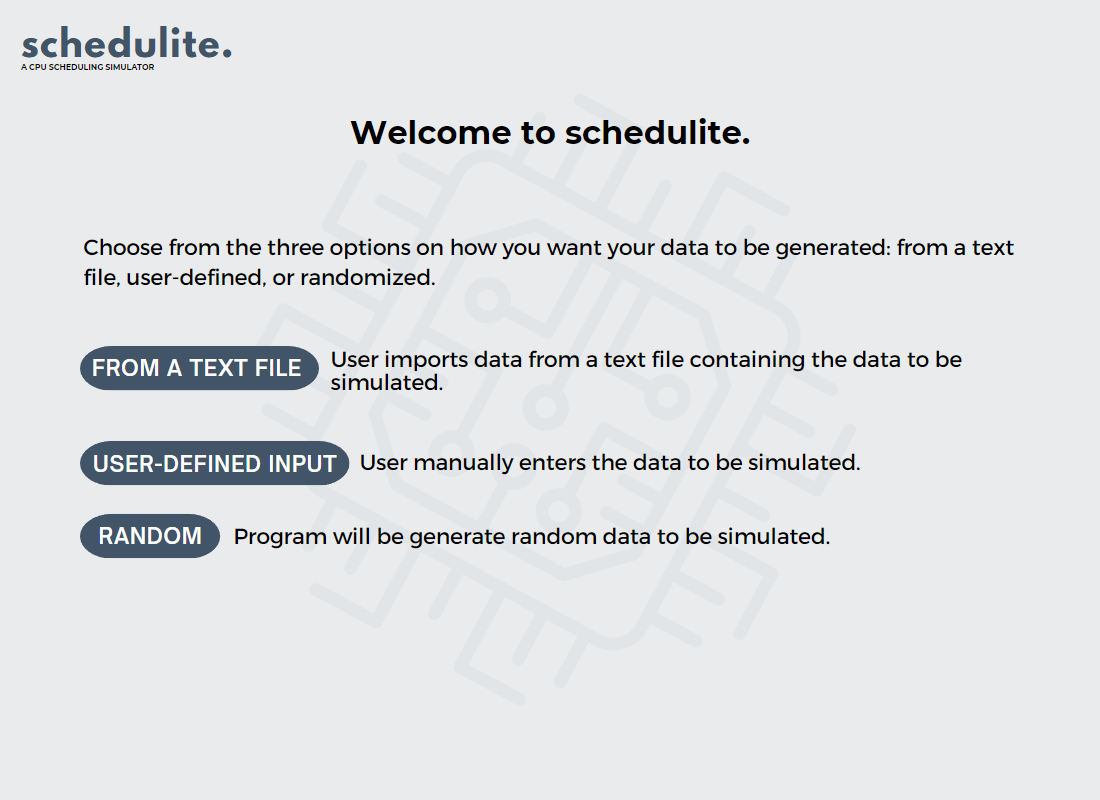 schedulite.
A CPU SCHEDULING SIMULATOR
Welcome to schedulite.
Choose from the three options on how you want your data to be generated: from a text
file, user-defined, or randomized.
FROM A TEXT FILE
User imports data from a text file containing the data to be
simulated.
USER-DEFINED INPUT
User manually enters the data to be simulated.
RANDOM
Program will be generate random data to be simulated.